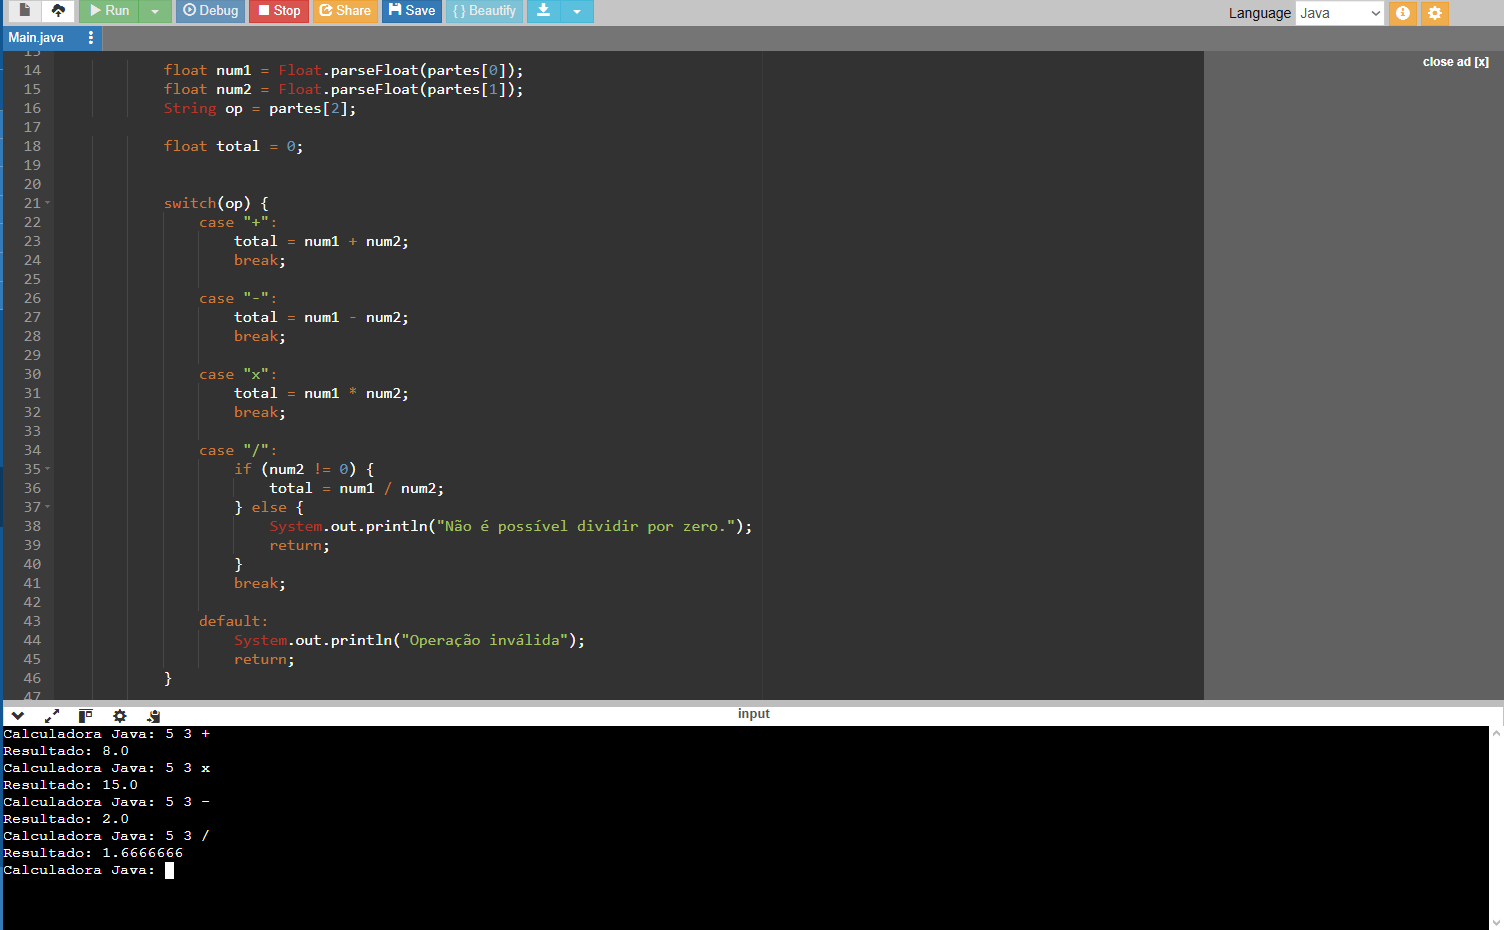 Run Debug Stop Share Save { } Beautify Language Java
Main.java
close ad [x]
14 float num1 = Float.parseFloat(partes[0]);
15 float num2 = Float.parseFloat(partes[1]);
16 String op = partes[2];
17
18 float total = 0;
19
20
21 switch(op) {
22 case "+":
23 total = num1 + num2;
24 break;
25
26 case "-":
27 total = num1 - num2;
28 break;
29
30 case "x":
31 total = num1 * num2;
32 break;
33
34 case "/":
35 if (num2 != 0) {
36 total = num1 / num2;
37 } else {
38 System.out.println("Não é possível dividir por zero.");
39 return;
40 }
41 break;
42
43 default:
44 System.out.println("Operação inválida");
45 return;
46 }
47
input
Calculadora Java: 5 3 +
Resultado: 8.0
Calculadora Java: 5 3 x
Resultado: 15.0
Calculadora Java: 5 3 -
Resultado: 2.0
Calculadora Java: 5 3 /
Resultado: 1.6666666
Calculadora Java: